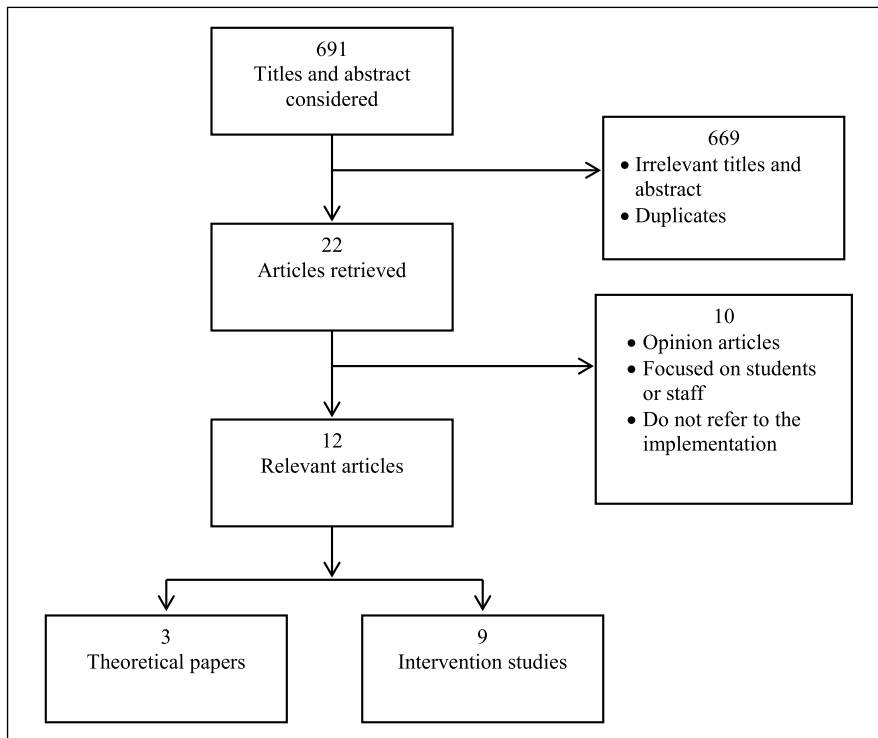 691
Titles and abstract
considered
669
• Irrelevant titles and
abstract
• Duplicates
22
Articles retrieved
10
• Opinion articles
• Focused on students
or staff
• Do not refer to the
implementation
12
Relevant articles
3
Theoretical papers
9
Intervention studies